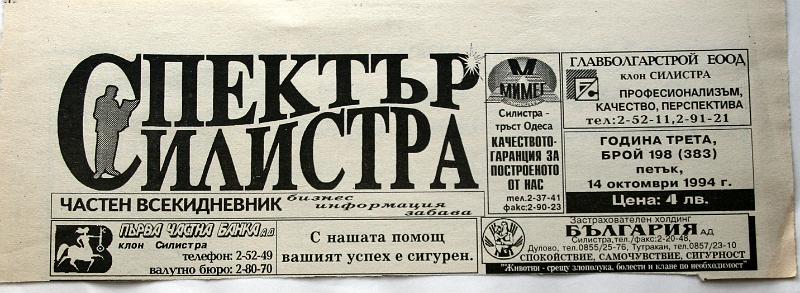 СПЕКТЪР
СИЛИСТРА
ЧАСТЕН ВСЕКИДНЕВНИК
бизнес
информация
забава
МИМЕГ
Силистра -
тръст Одеса
КАЧЕСТВОТО-
ГАРАНЦИЯ ЗА
ПОСТРОЕНОТО
ОТ НАС
тел.2-37-41
факс:2-90-23
ГЛАВБОЛГАРСТРОЙ ЕООД
КЛОН СИЛИСТРА
ПРОФЕСИОНАЛИЗЪМ,
КАЧЕСТВО, ПЕРСПЕКТИВА
тел:2-52-11,2-91-21
ГОДИНА ТРЕТА,
БРОЙ 198 (383)
петък,
14 октомври 1994 г.
Цена: 4 лв.
ПЪРВА ЧАСТНА БАНКА а.д.
клон Силистра
телефон: 2-52-49
валутно бюро: 2-80-70
С нашата помощ
вашият успех е сигурен.
Застрахователен холдинг
БЪЛГАРИЯ АД
Силистра,тел./факс:2-20-48,
Дулово, тел.0855/25-76, Тутракан, тел.0857/23-10
СПОКОЙСТВИЕ, САМОЧУВСТВИЕ, СИГУРНОСТ
"Животни - срещу злополука, болести и клане по необходимост"